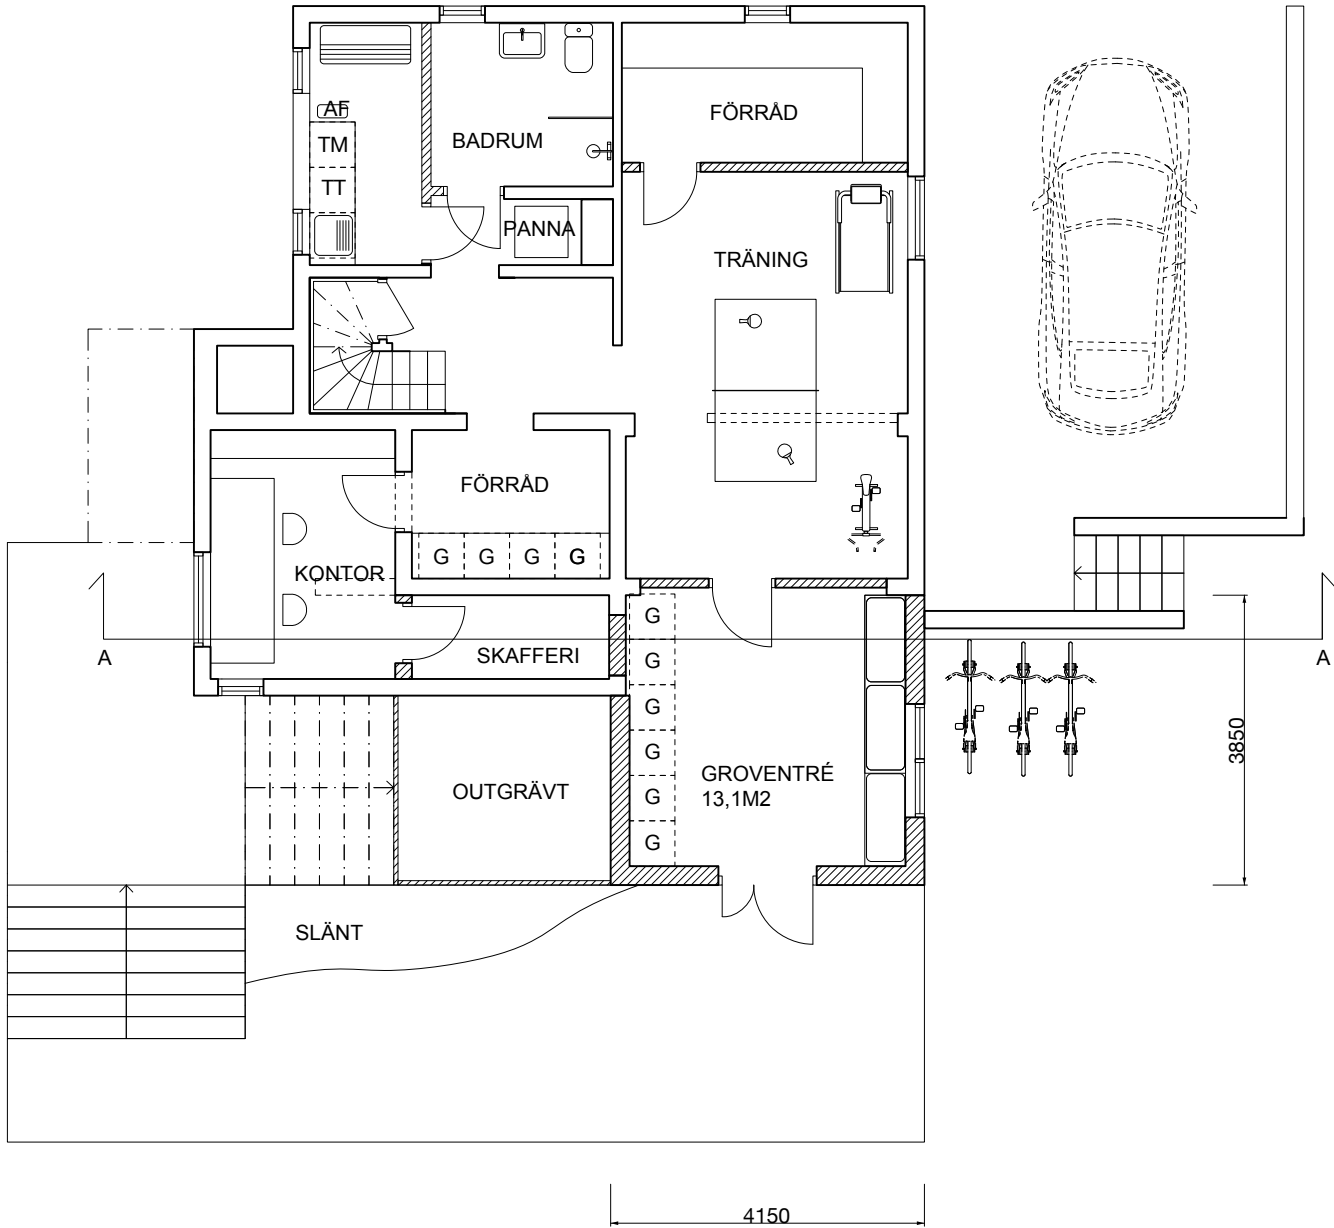 AF
FÖRRÅD
BADRUM
TM
TT
PANNA
TRÄNING
FÖRRÅD
G G G G
KONTOR
G
SKAFFERI
A
A
G
G
3850
G
GROVENTRÉ
13,1M2
OUTGRÄVT
G
G
SLÄNT
4150